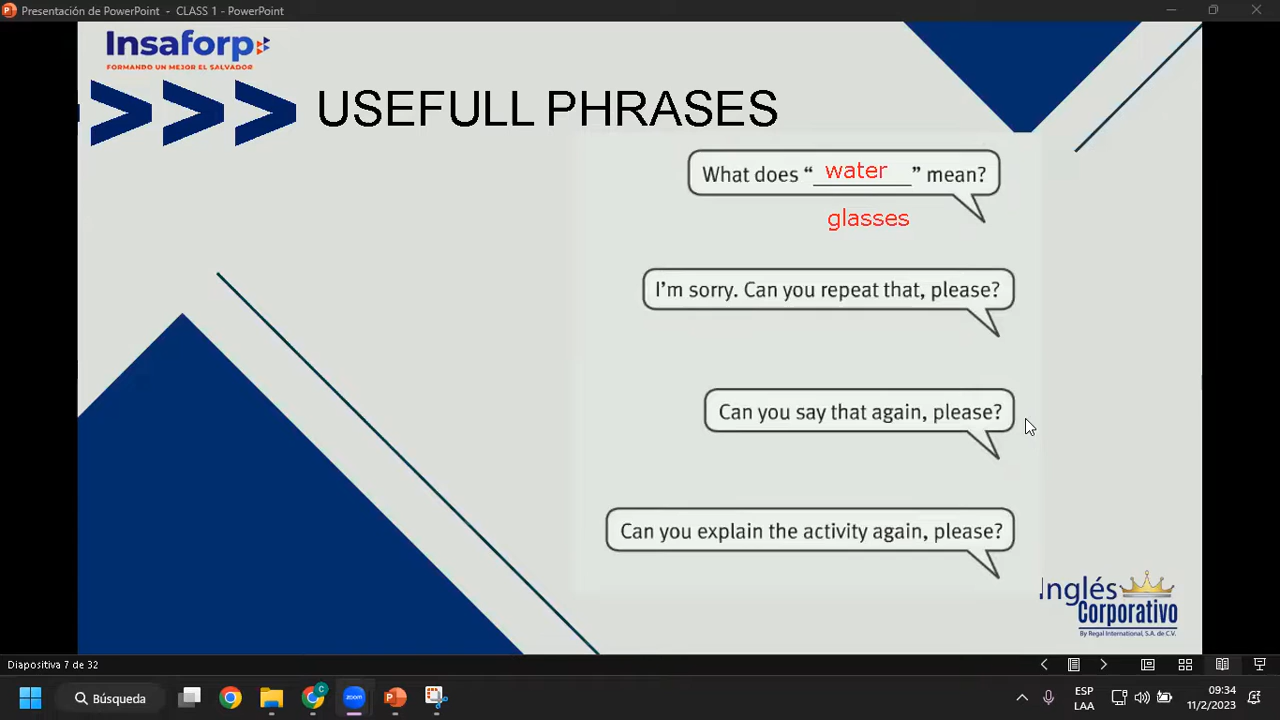 Presentación de PowerPoint - CLASS 1 - PowerPoint
Insaforp
FORMANDO UN MEJOR EL SALVADOR
USEFULL PHRASES
What does “ water ” mean?
glasses
I'm sorry. Can you repeat that, please?
Can you say that again, please?
Can you explain the activity again, please?
Inglés
Corporativo
By Regal International, S.A. de C.V.
Diapositiva 7 de 32
Búsqueda
zoom
ESP
LAA
09:34
11/2/2023